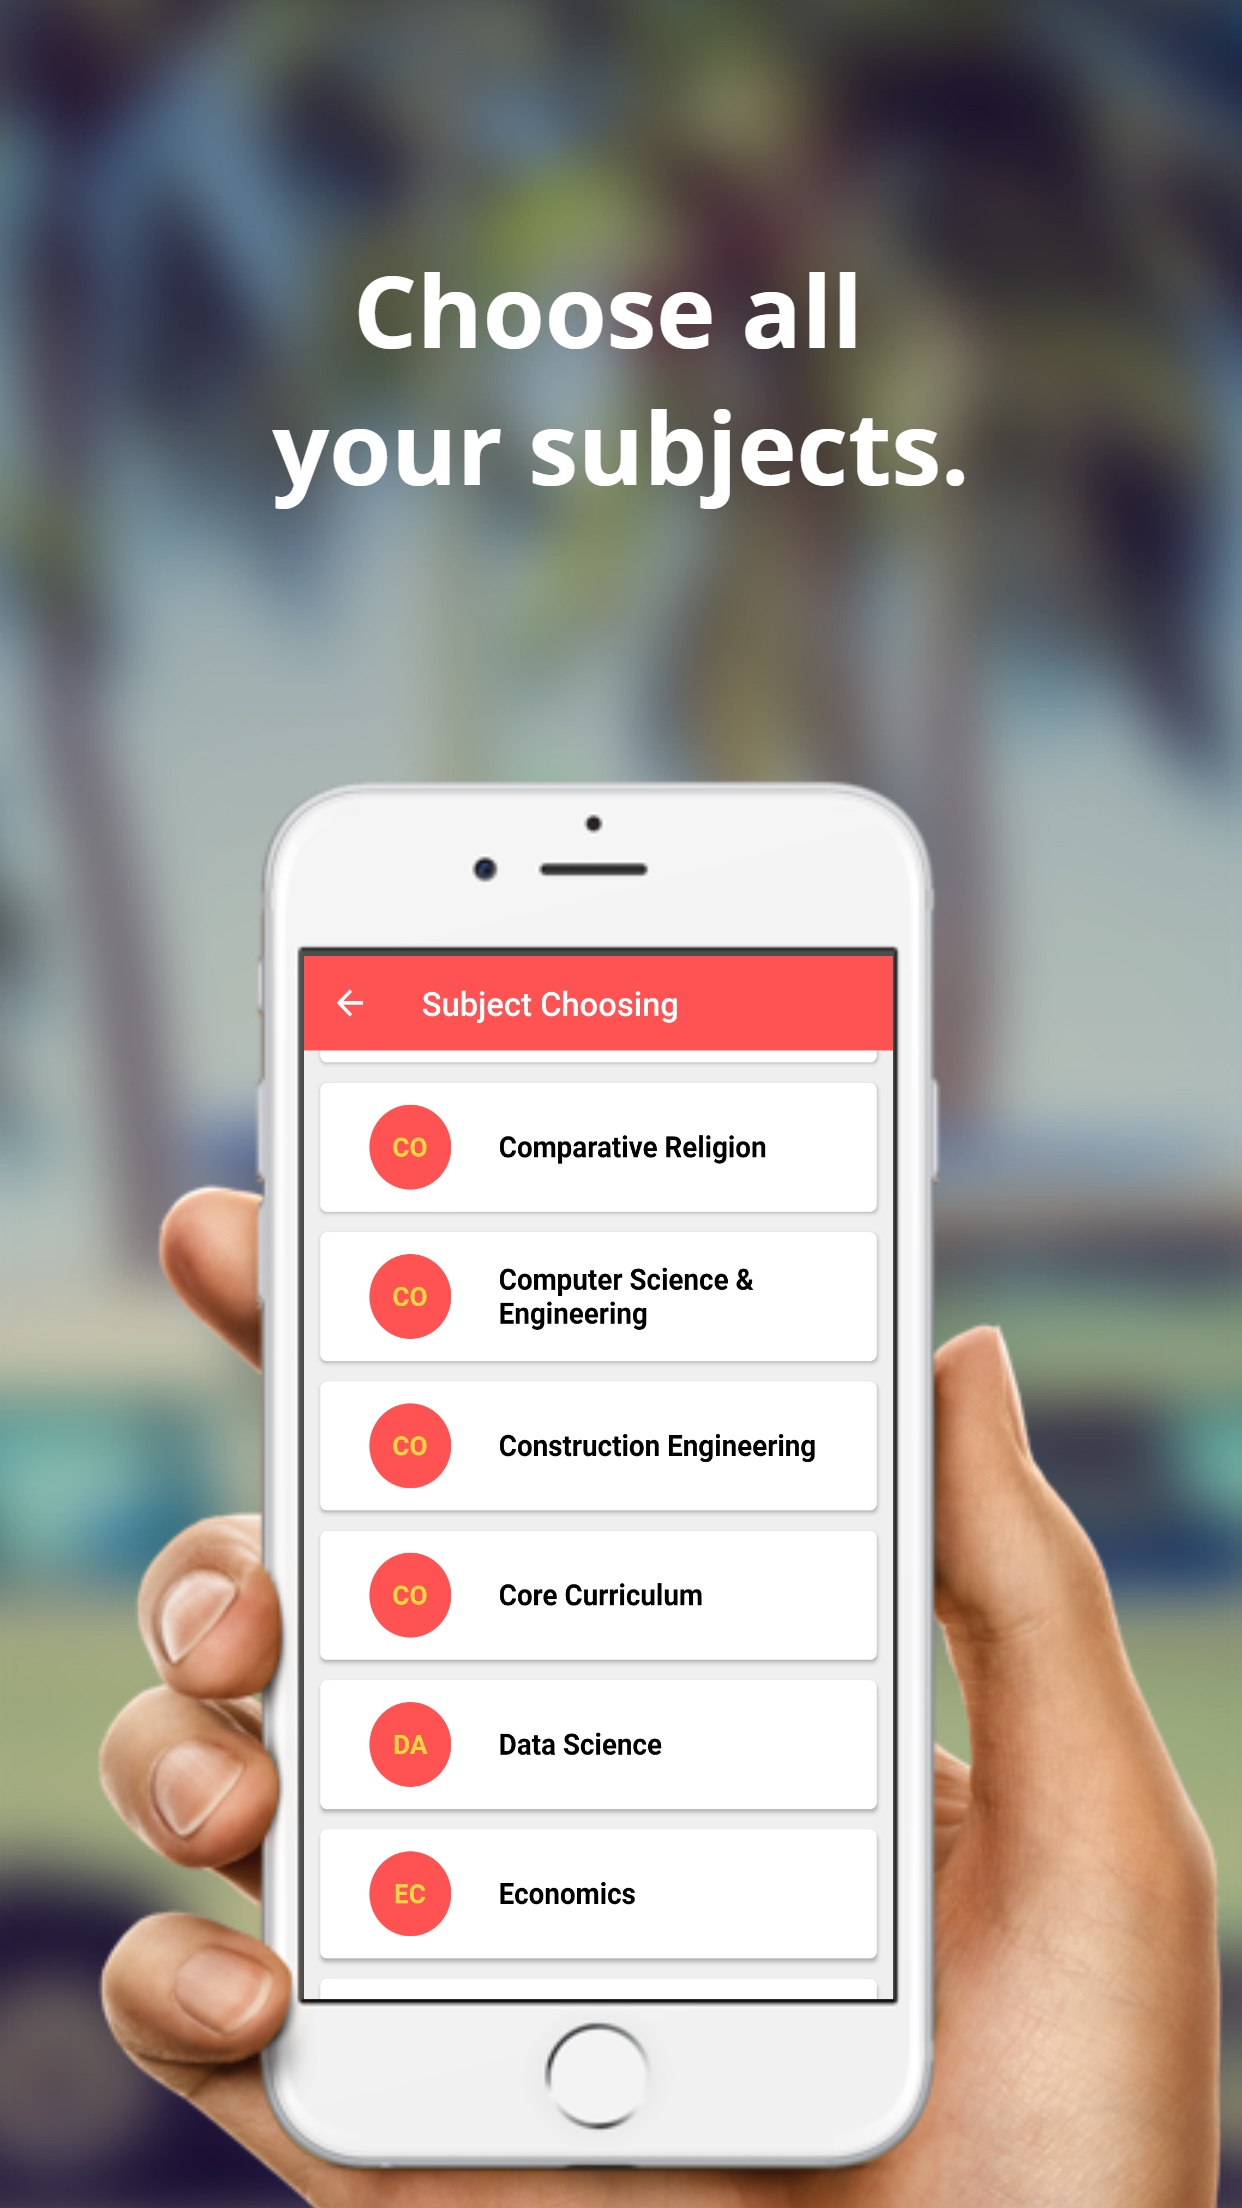 Choose all
your subjects.
Subject Choosing
CO
Comparative Religion
CO
Computer Science &
Engineering
CO
Construction Engineering
CO
Core Curriculum
DA
Data Science
EC
Economics